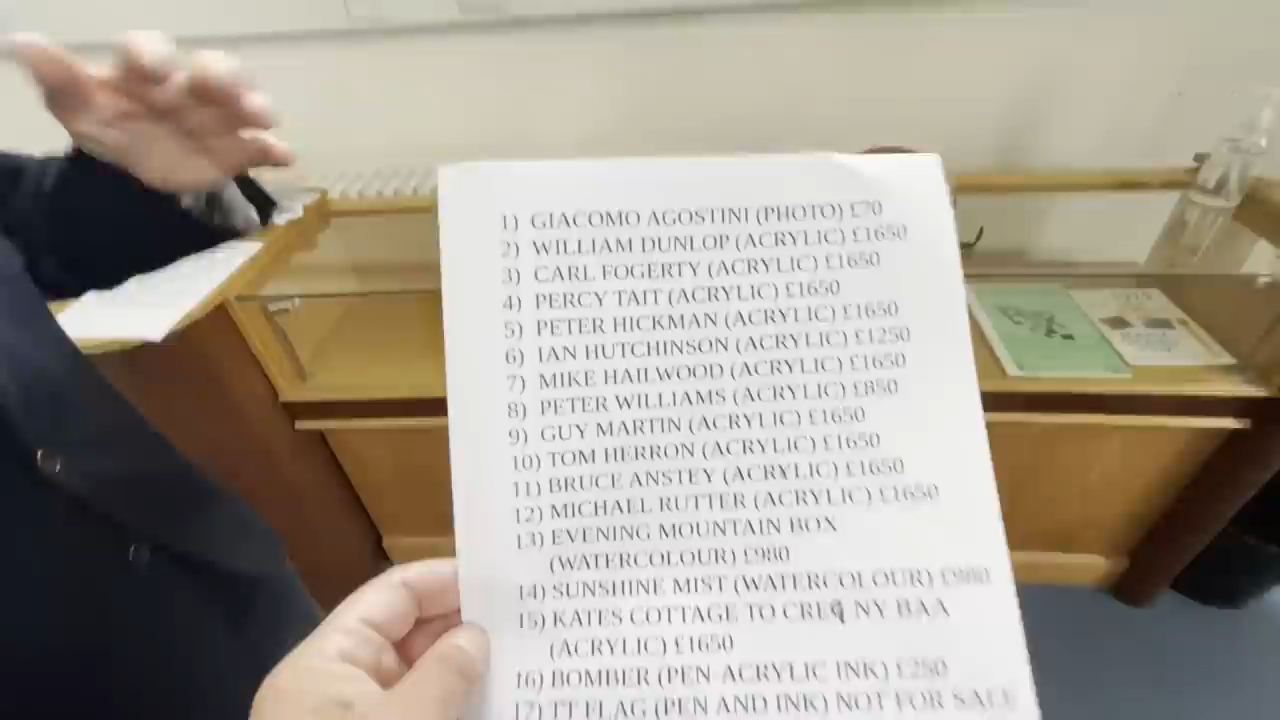 1) GIACOMO AGOSTINI (PHOTO) £70
2) WILLIAM DUNLOP (ACRYLIC) £1650
3) CARL FOGERTY (ACRYLIC) £1650
4) PERCY TAIT (ACRYLIC) £1650
5) PETER HICKMAN (ACRYLIC) £1650
6) IAN HUTCHINSON (ACRYLIC) £1250
7) MIKE HAILWOOD (ACRYLIC) £1650
8) PETER WILLIAMS (ACRYLIC) £850
9) GUY MARTIN (ACRYLIC) £1650
10) TOM HERRON (ACRYLIC) £1650
11) BRUCE ANSTEY (ACRYLIC) £1650
12) MICHAEL RUTTER (ACRYLIC) £1650
13) EVENING MOUNTAIN BOX
(WATERCOLOUR) £980
14) SUNSHINE MIST (WATERCOLOUR) £980
15) KATES COTTAGE TO CREG NY BAA
(ACRYLIC) £1650
16) BOMBER (PEN-ACRYLIC INK) £250
17) TT FLAG (PEN AND INK) NOT FOR SALE